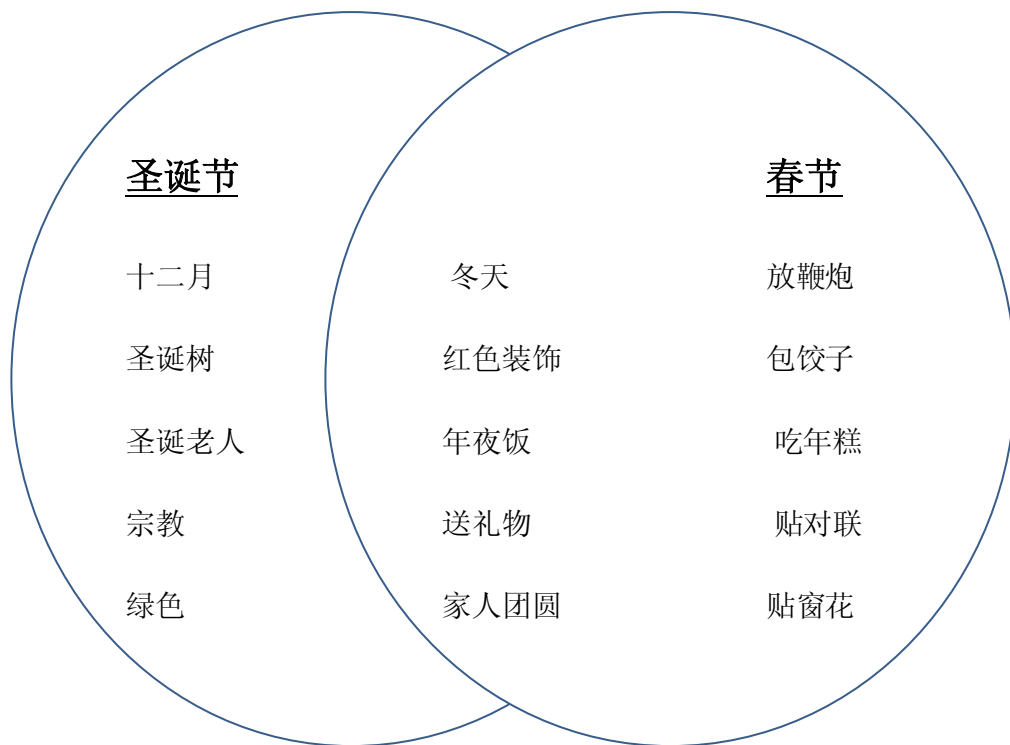 圣诞节 春节
十二月 冬天 放鞭炮
圣诞树 红色装饰 包饺子
圣诞老人 年夜饭 吃年糕
宗教 送礼物 贴对联
绿色 家人团圆 贴窗花